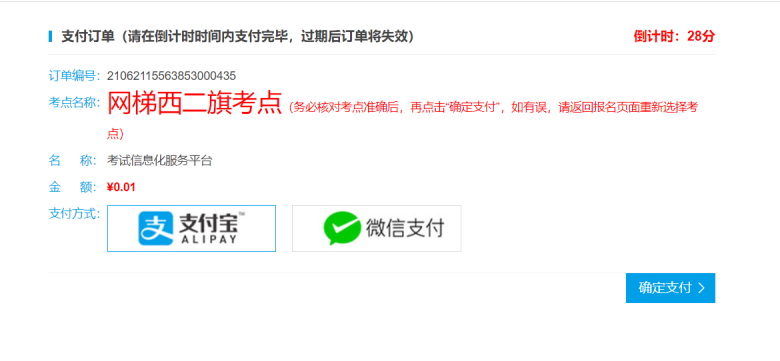 支付订单（请在倒计时时间内支付完毕，过期后订单将失效） 倒计时：28分
订单编号：21062115563853000435
考点名称：网梯西二旗考点（务必核对考点准确后，再点击“确定支付”，如有误，请返回报名页面重新选择考
点）
名 称：考试信息化服务平台
金 额：¥0.01
支付方式：支付宝™ ALIPAY 微信支付
确定支付 >